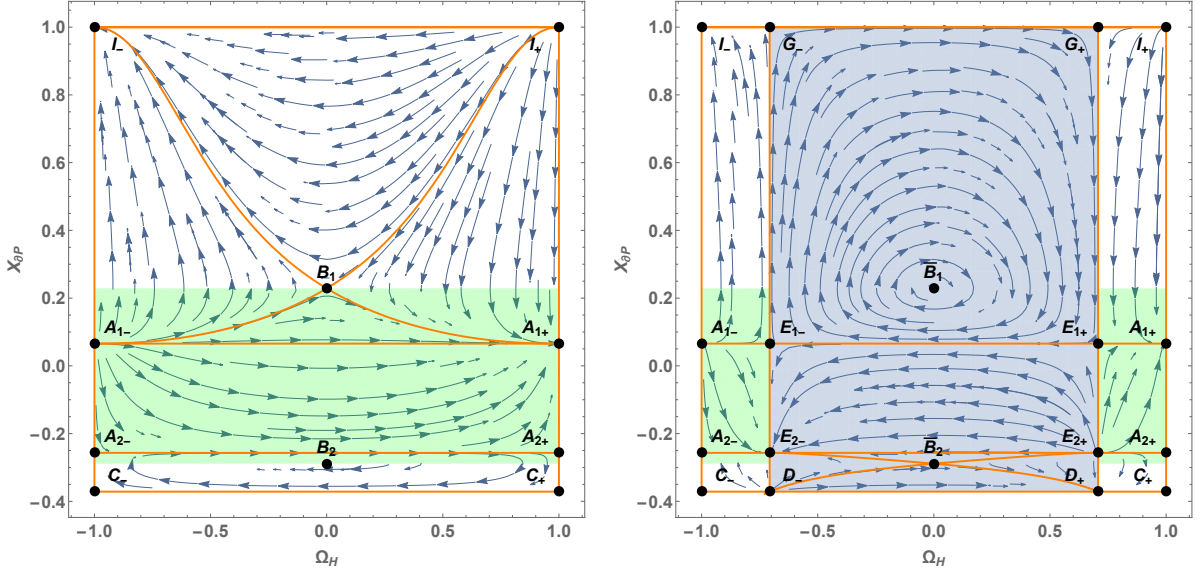 1.0
0.8
0.6
0.4
0.2
0.0
−0.2
−0.4
X∂P
I−
I+
B1
A1−
A1+
A2−
A2+
B2
C−
C+
−1.0
−0.5
0.0
0.5
1.0
ΩH
1.0
0.8
0.6
0.4
0.2
0.0
−0.2
−0.4
X∂P
I−
G−
G+
I+
B̅1
A1−
E1−
E1+
A1+
A2−
E2−
B̅2
E2+
A2+
C−
D−
D+
C+
−1.0
−0.5
0.0
0.5
1.0
ΩH